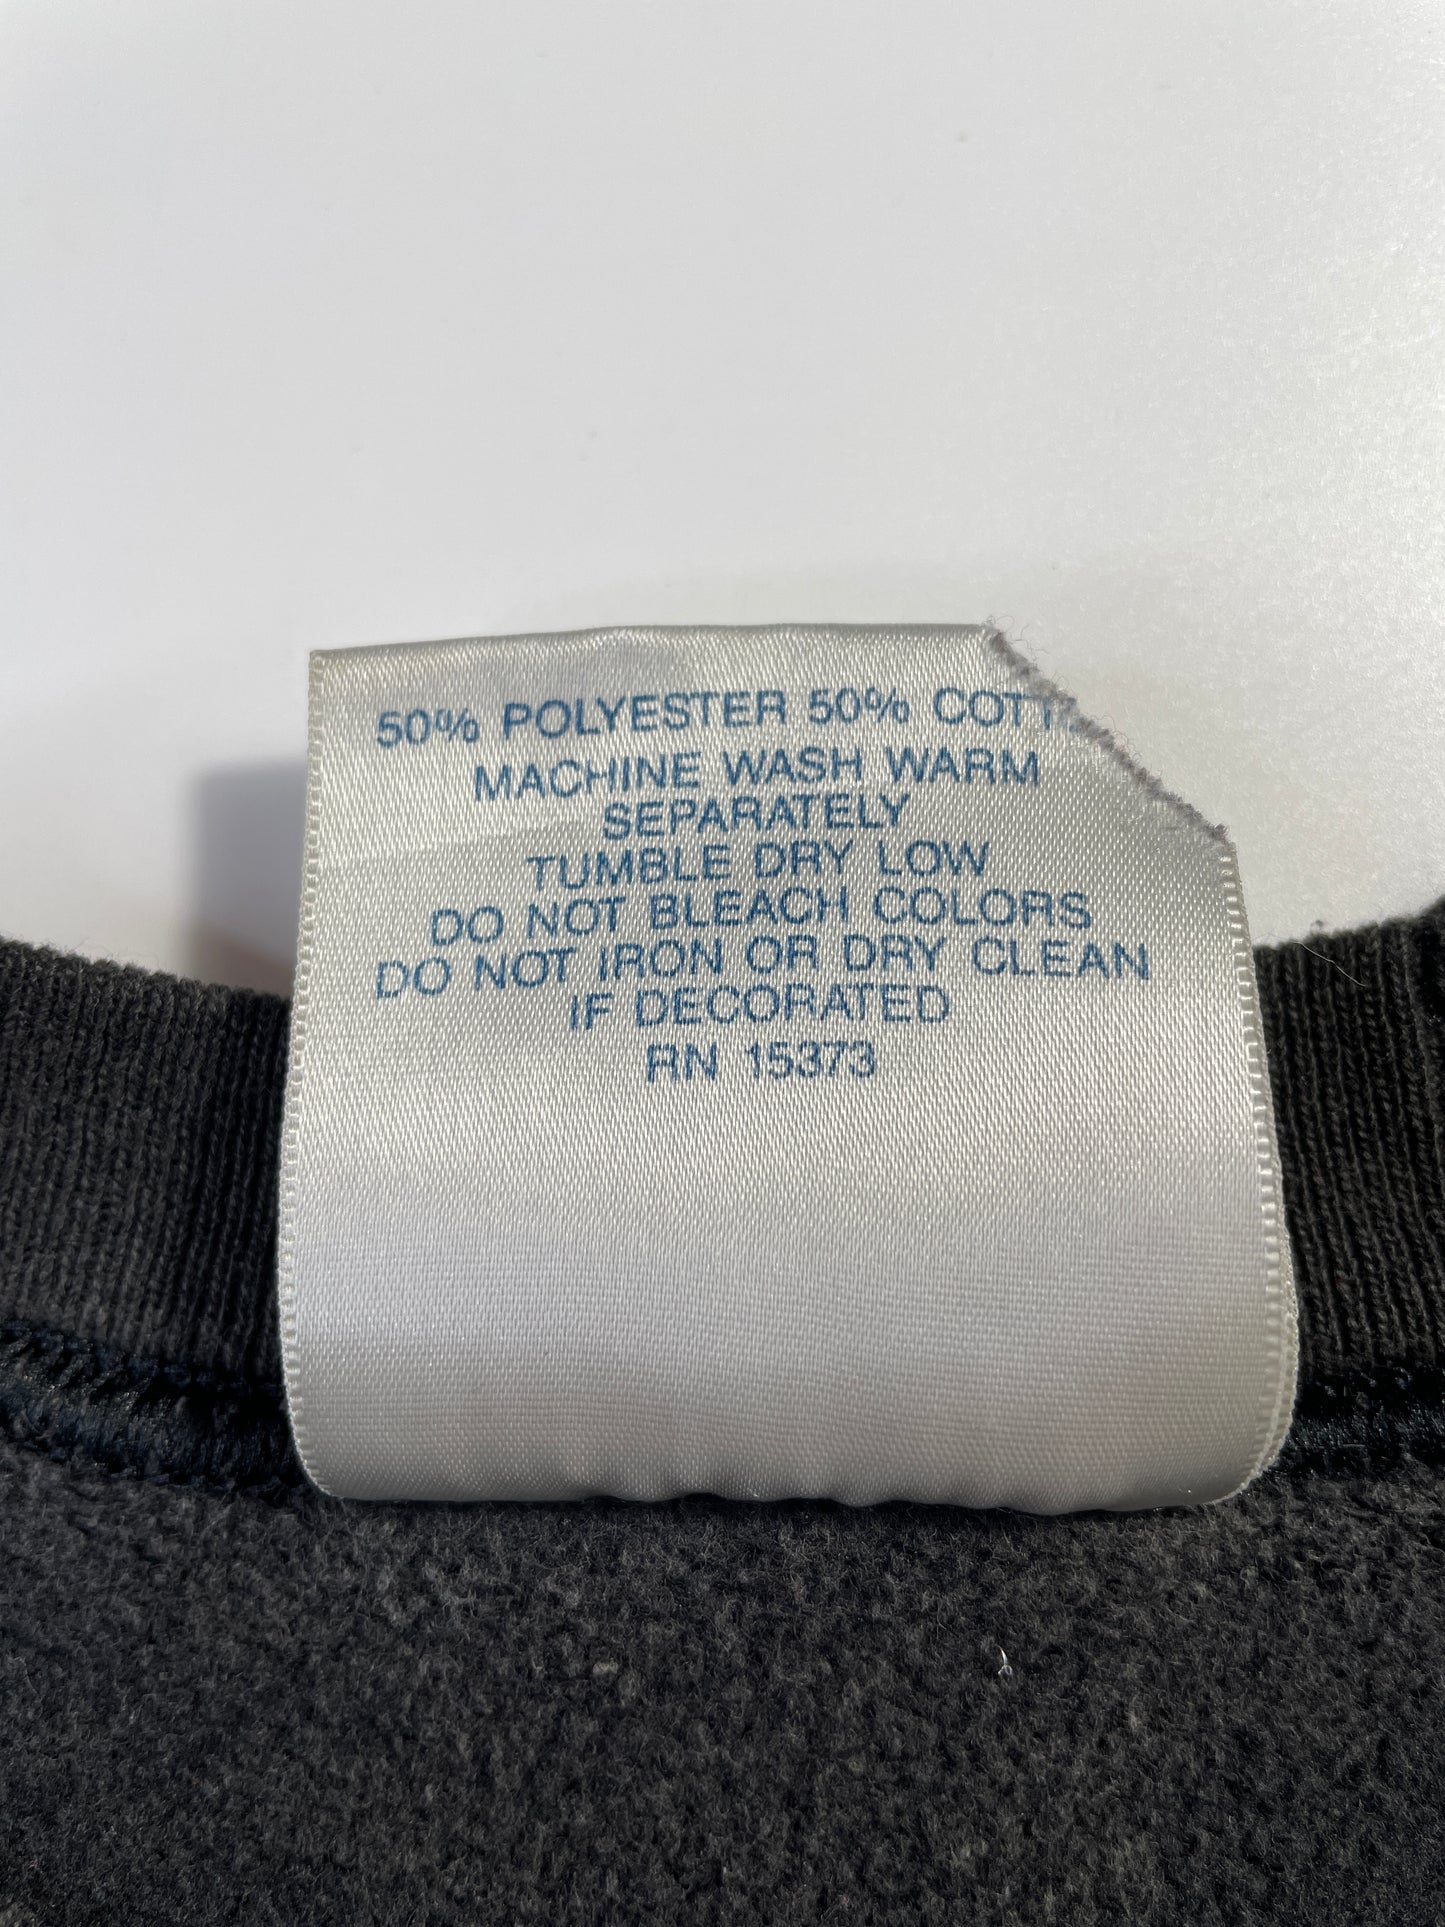 50% POLYESTER 50% COTT
MACHINE WASH WARM
SEPARATELY
TUMBLE DRY LOW
DO NOT BLEACH COLORS
DO NOT IRON OR DRY CLEAN
IF DECORATED
RN 15373